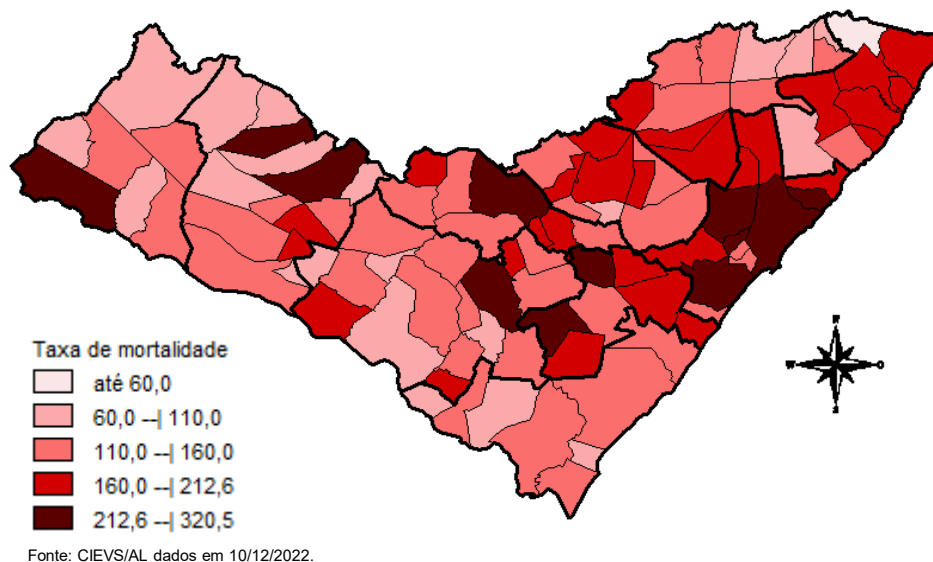 Taxa de mortalidade
até 60,0
60,0 --| 110,0
110,0 --| 160,0
160,0 --| 212,6
212,6 --| 320,5
Fonte: CIEVS/AL dados em 10/12/2022.